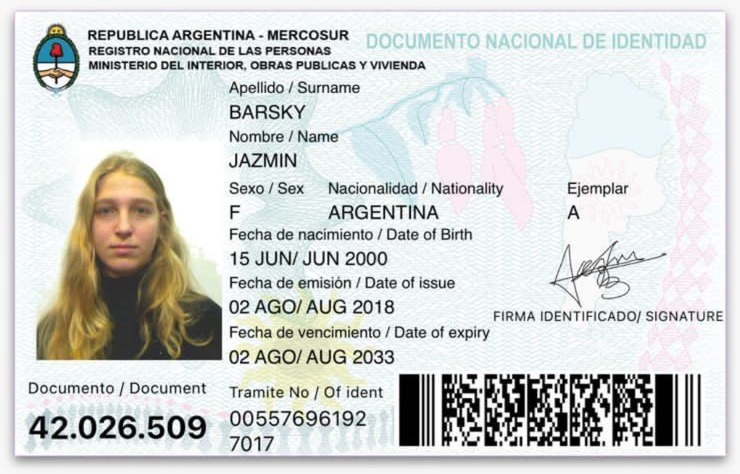 REPUBLICA ARGENTINA - MERCOSUR
REGISTRO NACIONAL DE LAS PERSONAS
MINISTERIO DEL INTERIOR, OBRAS PUBLICAS Y VIVIENDA
DOCUMENTO NACIONAL DE IDENTIDAD
Apellido / Surname
BARSKY
Nombre / Name
JAZMIN
Sexo / Sex Nacionalidad / Nationality Ejemplar
F ARGENTINA A
Fecha de nacimiento / Date of Birth
15 JUN/ JUN 2000
Fecha de emisión / Date of issue
02 AGO/ AUG 2018
FIRMA IDENTIFICADO/ SIGNATURE
Fecha de vencimiento / Date of expiry
02 AGO/ AUG 2033
Documento / Document
42.026.509
Tramite No / Of ident
00557696192
7017